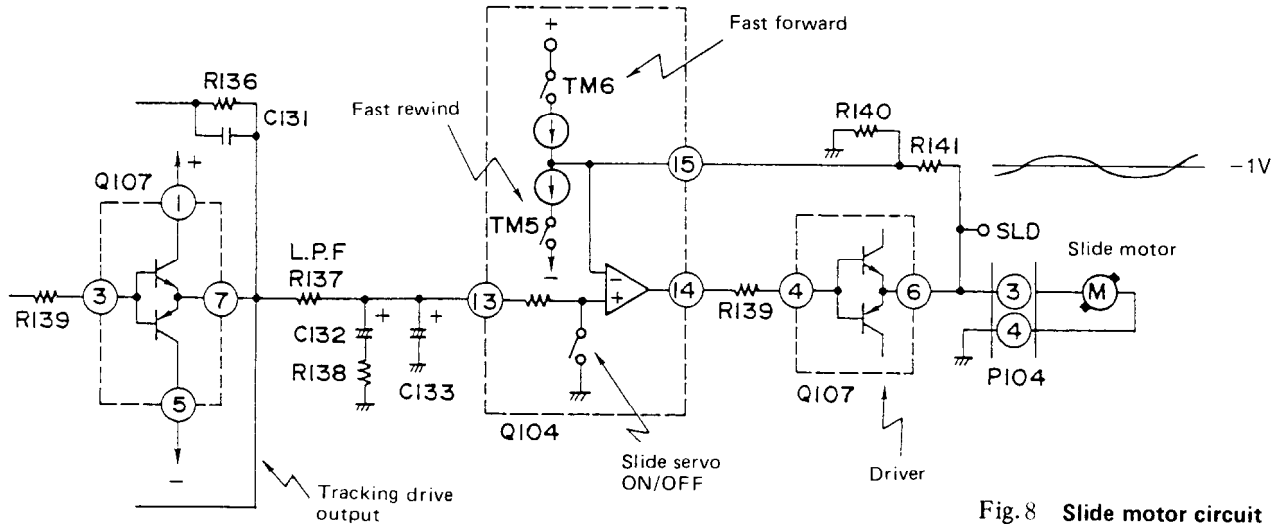 +
Fast forward
TM6
R136
C131
Fast rewind
R140
R141
15
-1V
+
Q107
1
TM5
SLD
Slide motor
L.P.F
R137
-
3
7
13
-
+
14
4
6
3
M
R139
+
+
R139
C132
4
R138
C133
P104
5
Q107
Q104
-
Slide servo
ON/OFF
Driver
Tracking drive
output
Fig. 8 Slide motor circuit